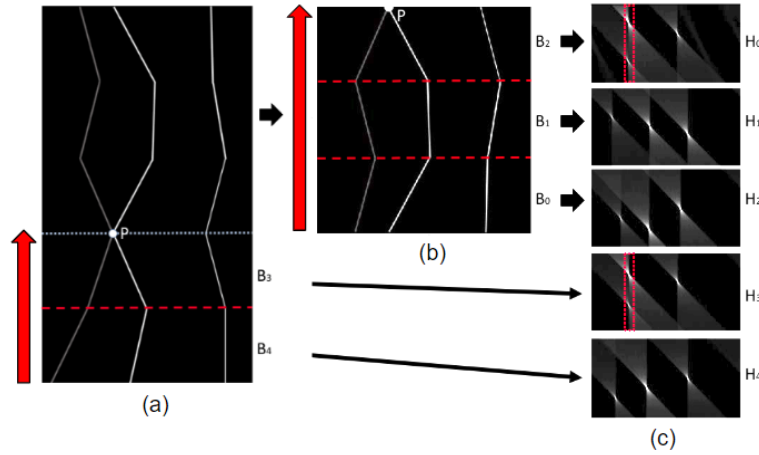 P
B₃
B₄
(a)
P
B₂
B₁
B₀
(b)
H₀
H₁
H₂
H₃
H₄
(c)